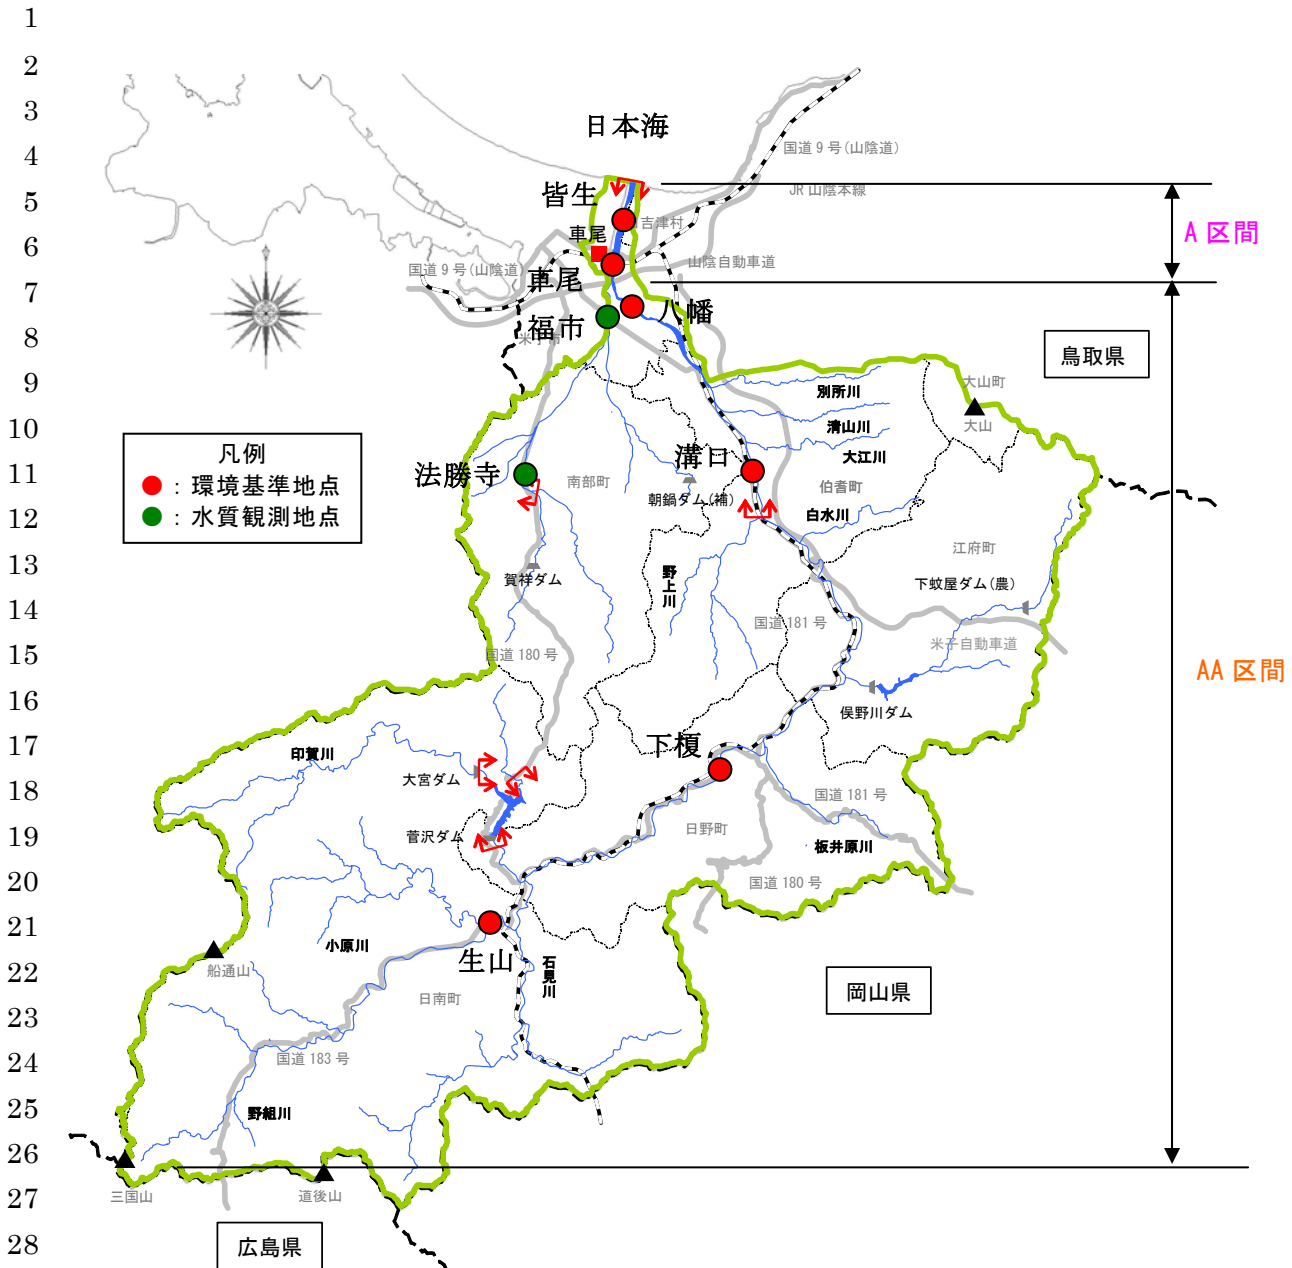 1
2
3
4
5
6
7
8
9
10
11
12
13
14
15
16
17
18
19
20
21
22
23
24
25
26
27
28
日本海
国道9号(山陰道)
JR山陰本線
皆生
吉津村
車尾
A区間
山陰自動車道
国道9号(山陰道)
車尾
八幡
福市
米子市
鳥取県
大山町
大山
別所川
清山川
大江川
凡例
：環境基準地点
：水質観測地点
法勝寺
南部町
溝口
朝鍋ダム(補)
伯耆町
白水川
江府町
賀祥ダム
野上川
下蚊屋ダム(農)
国道181号
米子自動車道
国道180号
AA区間
俣野川ダム
印賀川
下榎
大宮ダム
国道181号
菅沢ダム
日野町
板井原川
国道180号
小原川
生山
石見川
船通山
日南町
岡山県
国道183号
野組川
三国山
道後山
広島県